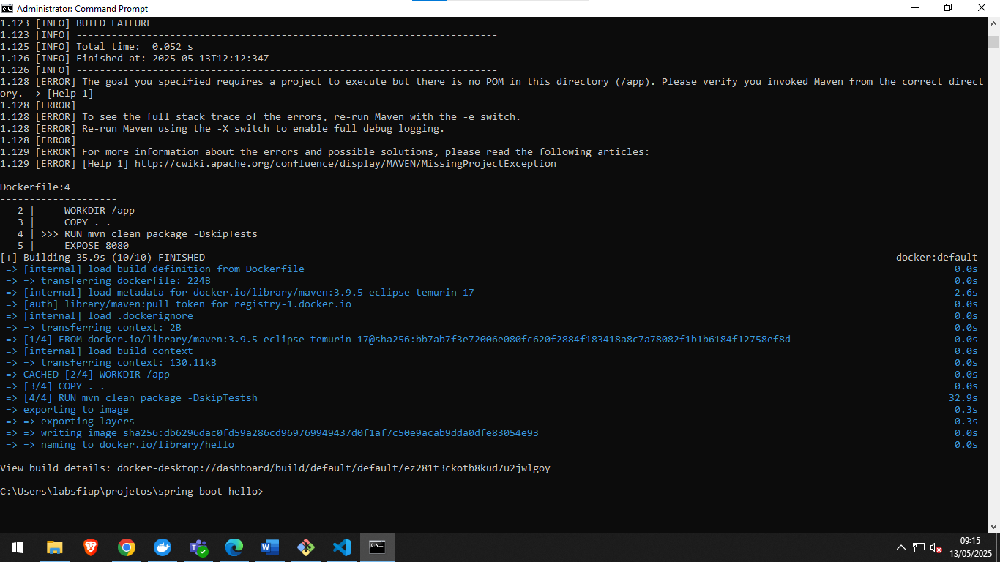 Administrator: Command Prompt
1.123 [INFO] BUILD FAILURE
1.123 [INFO] ------------------------------------------------------------------------
1.125 [INFO] Total time:  0.052 s
1.126 [INFO] Finished at: 2025-05-13T12:12:34Z
1.126 [INFO] ------------------------------------------------------------------------
1.128 [ERROR] The goal you specified requires a project to execute but there is no POM in this directory (/app). Please verify you invoked Maven from the correct direct
ory. -> [Help 1]
1.128 [ERROR]
1.128 [ERROR] To see the full stack trace of the errors, re-run Maven with the -e switch.
1.128 [ERROR] Re-run Maven using the -X switch to enable full debug logging.
1.128 [ERROR]
1.129 [ERROR] For more information about the errors and possible solutions, please read the following articles:
1.129 [ERROR] [Help 1] http://cwiki.apache.org/confluence/display/MAVEN/MissingProjectException
------
Dockerfile:4
--------------------
   2 |     WORKDIR /app
   3 |     COPY . .
   4 | >>> RUN mvn clean package -DskipTests
   5 |     EXPOSE 8080
[+] Building 35.9s (10/10) FINISHED docker:default
 => [internal] load build definition from Dockerfile 0.0s
 => => transferring dockerfile: 224B 0.0s
 => [internal] load metadata for docker.io/library/maven:3.9.5-eclipse-temurin-17 2.6s
 => [auth] library/maven:pull token for registry-1.docker.io 0.0s
 => [internal] load .dockerignore 0.0s
 => => transferring context: 2B 0.0s
 => [1/4] FROM docker.io/library/maven:3.9.5-eclipse-temurin-17@sha256:bb7ab7f3e72006e080fc620f2884f183418a8c7a78082f1b1b6184f12758ef8d 0.0s
 => [internal] load build context 0.0s
 => => transferring context: 130.11kB 0.0s
 => CACHED [2/4] WORKDIR /app 0.0s
 => [3/4] COPY . . 0.0s
 => [4/4] RUN mvn clean package -DskipTestsh 32.9s
 => exporting to image 0.3s
 => => exporting layers 0.3s
 => => writing image sha256:db6296dac0fd59a286cd969769949437d0f1af7c50e9acab9dda0dfe83054e93 0.0s
 => => naming to docker.io/library/hello 0.0s
View build details: docker-desktop://dashboard/build/default/default/ez281t3ckotb8kud7u2jwlgoy
C:\Users\labsfiap\projetos\spring-boot-hello>
09:15
13/05/2025